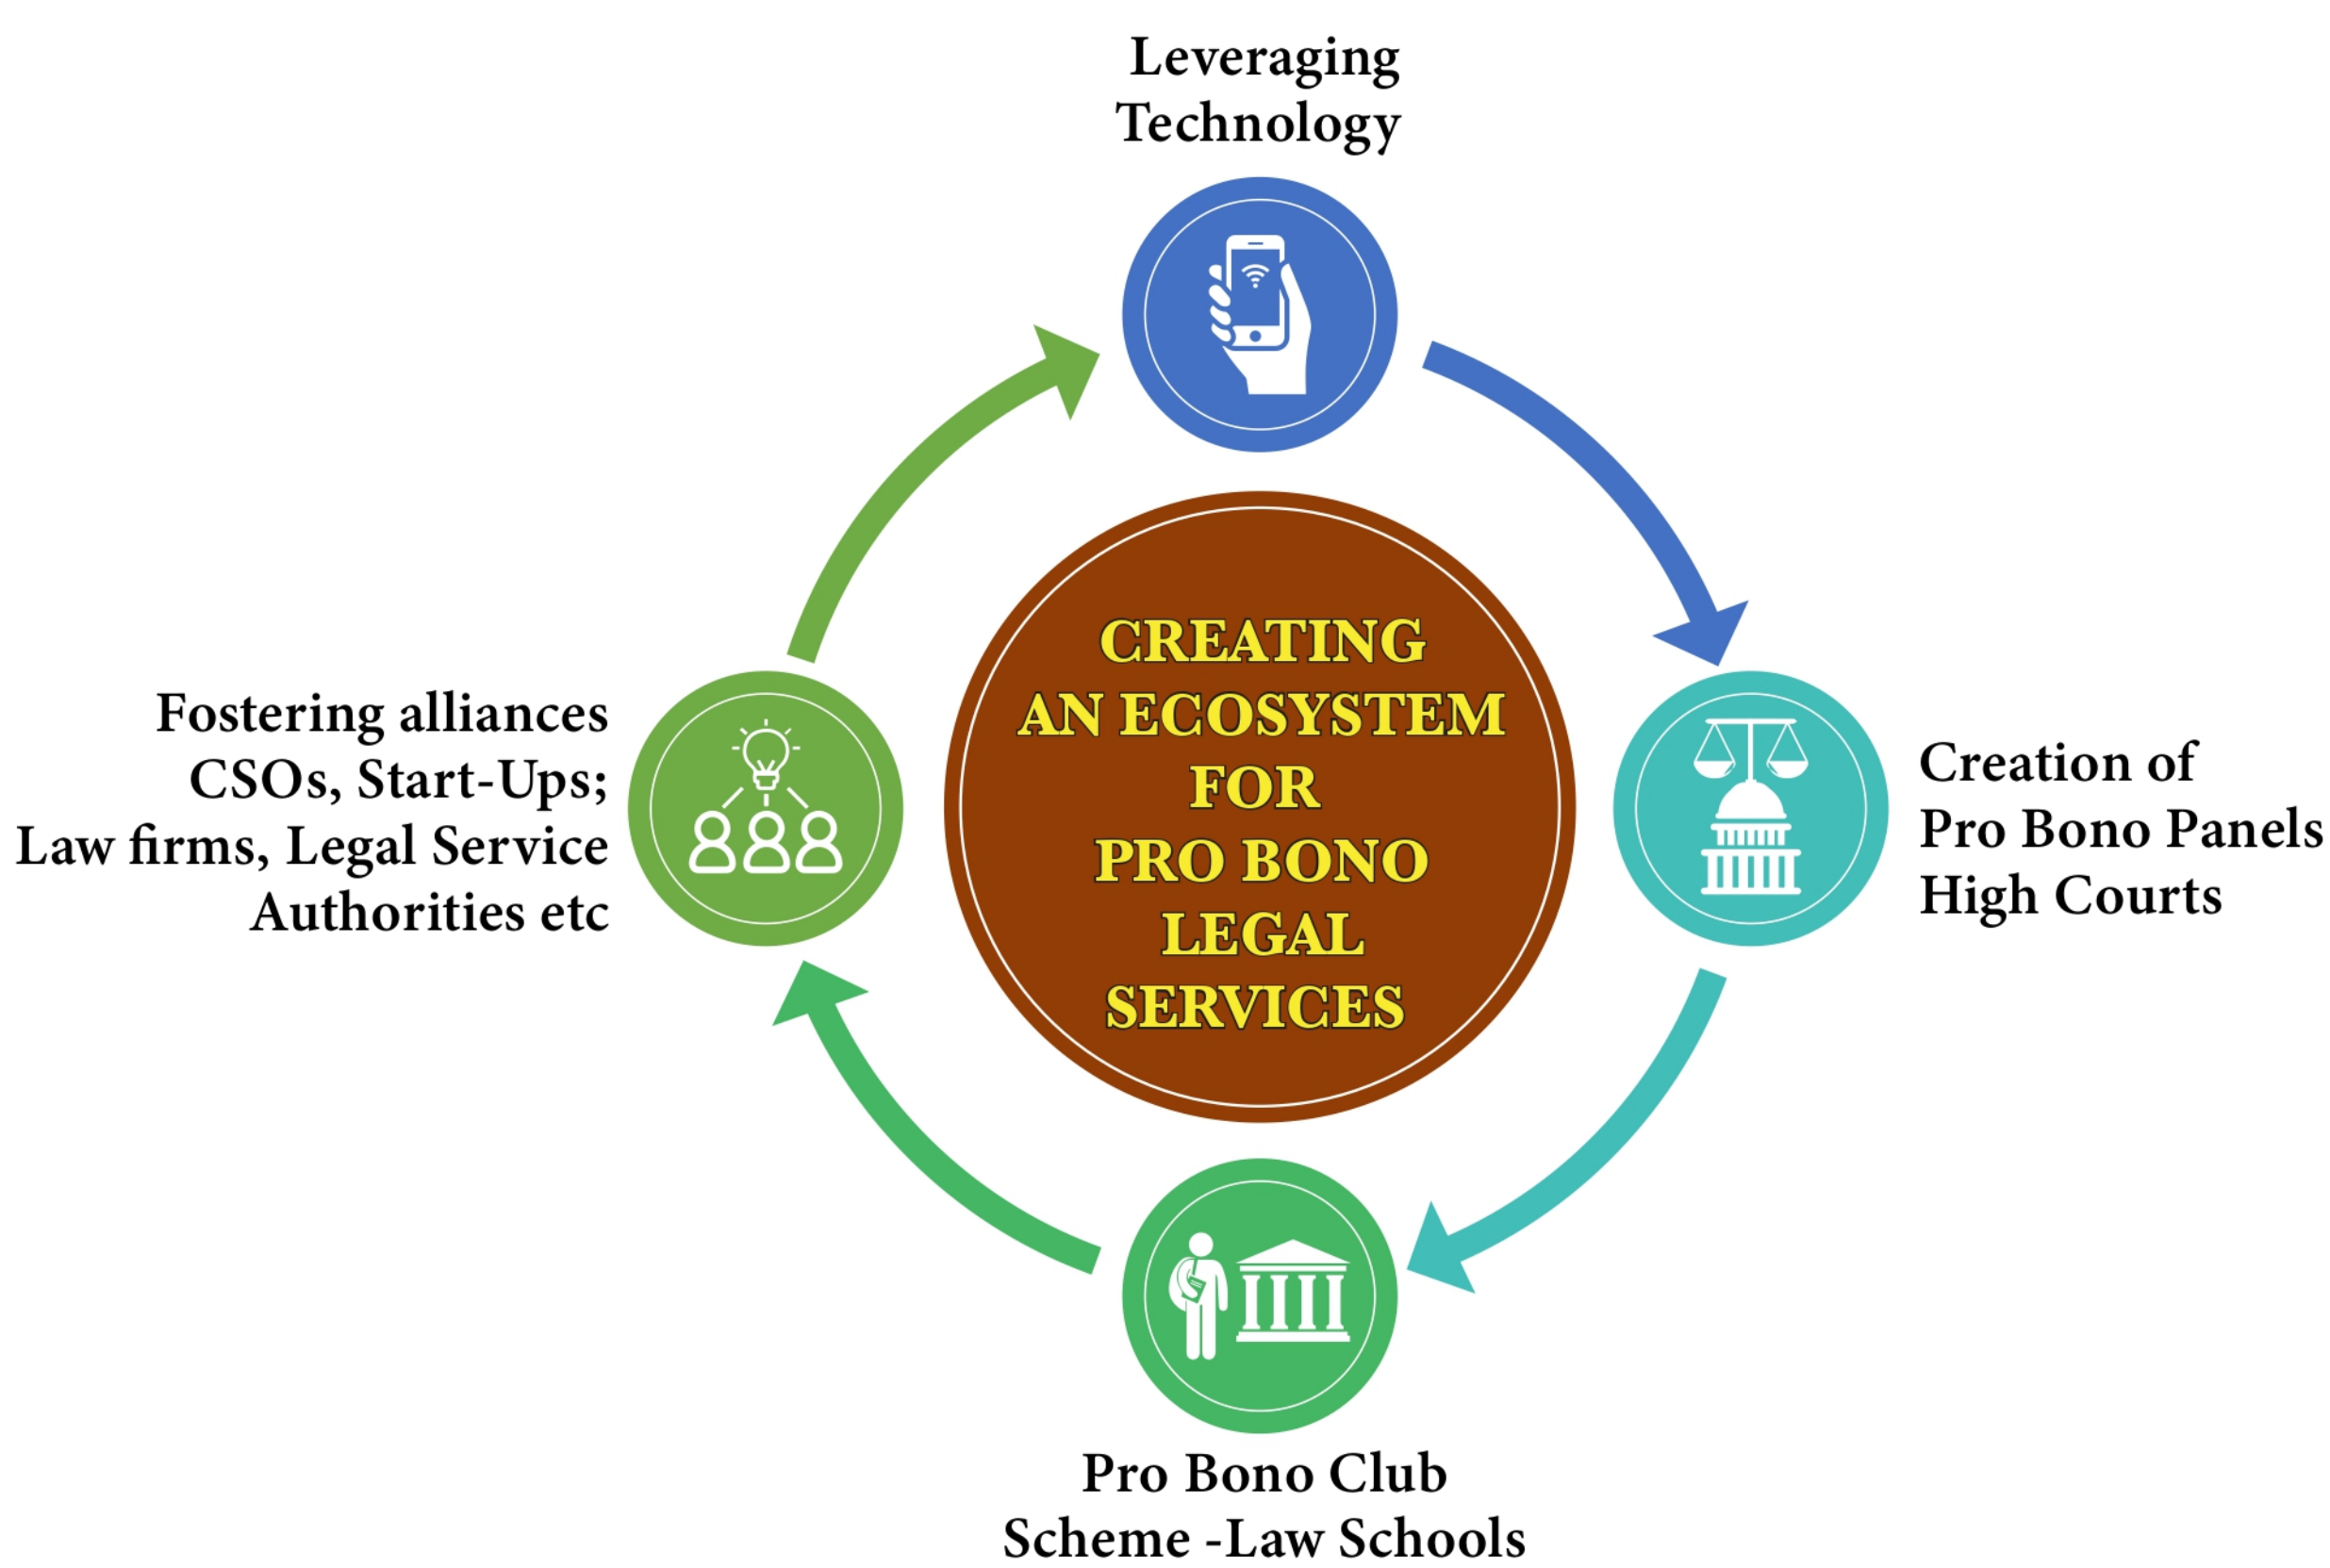 Leveraging
Technology
CREATING
AN ECOSYSTEM
FOR
PRO BONO
LEGAL
SERVICES
Creation of
Pro Bono Panels
High Courts
Pro Bono Club
Scheme -Law Schools
Fostering alliances
CSOs, Start-Ups;
Law firms, Legal Service
Authorities etc